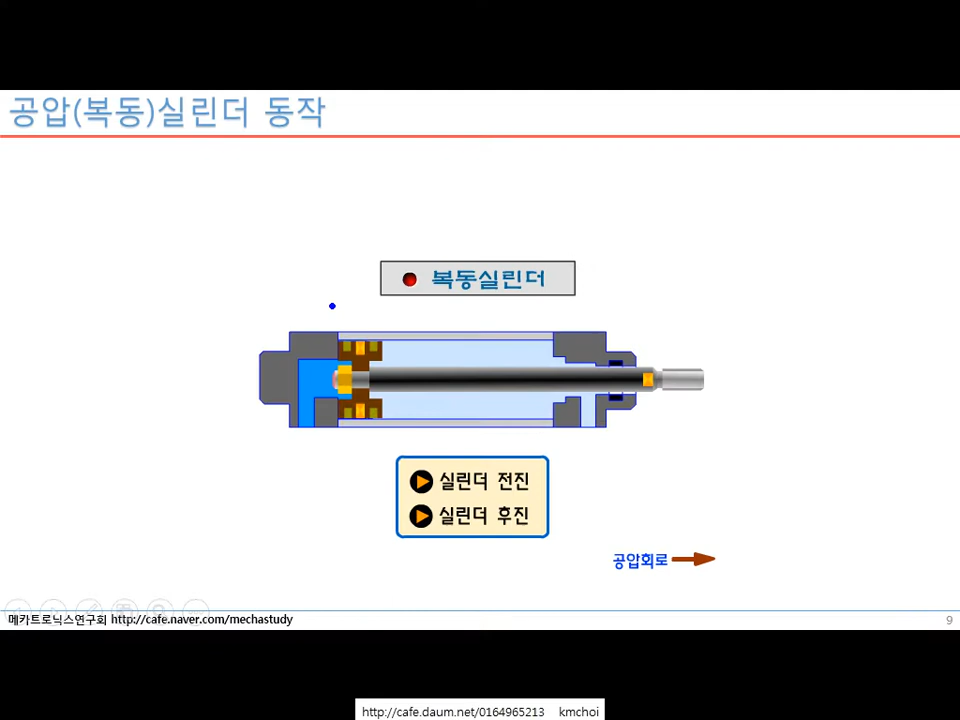 공압(복동)실린더 동작
복동실린더
실린더 전진
실린더 후진
공압회로
메카트로닉스연구회 http://cafe.naver.com/mechastudy
9
http://cafe.daum.net/0164965213 kmchoi